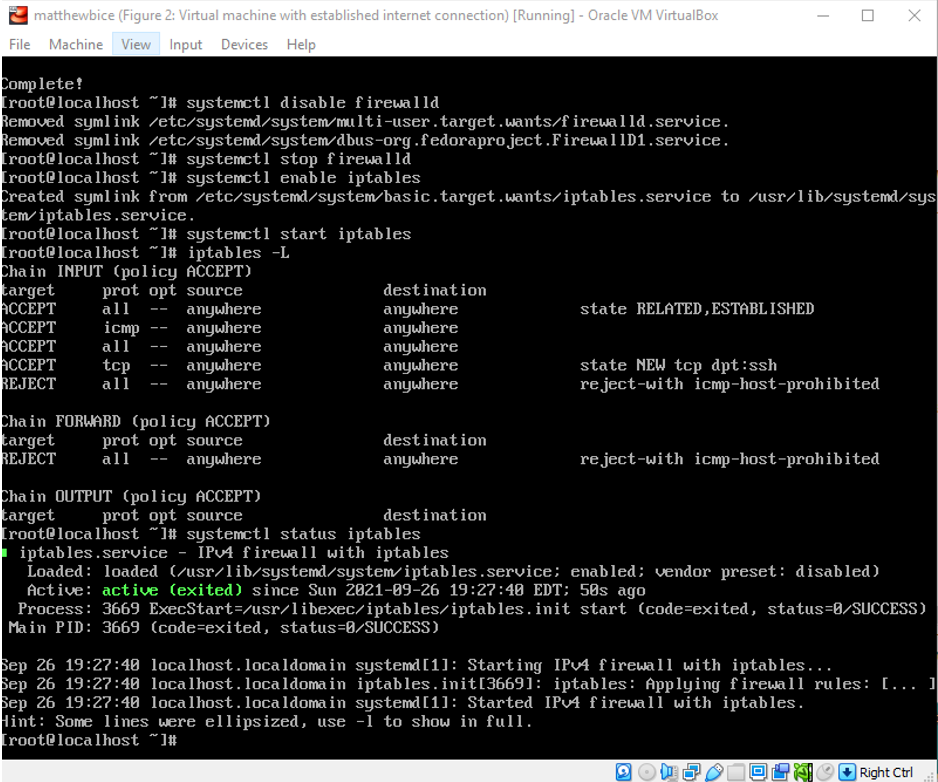 matthewbice (Figure 2: Virtual machine with established internet connection) [Running] - Oracle VM VirtualBox
File Machine View Input Devices Help
Complete!
[root@localhost ~]# systemctl disable firewalld
Removed symlink /etc/systemd/system/multi-user.target.wants/firewalld.service.
Removed symlink /etc/systemd/system/dbus-org.fedoraproject.FirewallD1.service.
[root@localhost ~]# systemctl stop firewalld
[root@localhost ~]# systemctl enable iptables
Created symlink from /etc/systemd/system/basic.target.wants/iptables.service to /usr/lib/systemd/sys
tem/iptables.service.
[root@localhost ~]# systemctl start iptables
[root@localhost ~]# iptables -L
Chain INPUT (policy ACCEPT)
target     prot opt source               destination
ACCEPT     all  --  anywhere             anywhere             state RELATED,ESTABLISHED
ACCEPT     icmp --  anywhere             anywhere
ACCEPT     all  --  anywhere             anywhere
ACCEPT     tcp  --  anywhere             anywhere             state NEW tcp dpt:ssh
REJECT     all  --  anywhere             anywhere             reject-with icmp-host-prohibited
Chain FORWARD (policy ACCEPT)
target     prot opt source               destination
REJECT     all  --  anywhere             anywhere             reject-with icmp-host-prohibited
Chain OUTPUT (policy ACCEPT)
target     prot opt source               destination
[root@localhost ~]# systemctl status iptables
iptables.service - IPv4 firewall with iptables
Loaded: loaded (/usr/lib/systemd/system/iptables.service; enabled; vendor preset: disabled)
Active: active (exited) since Sun 2021-09-26 19:27:40 EDT; 50s ago
Process: 3669 ExecStart=/usr/libexec/iptables/iptables.init start (code=exited, status=0/SUCCESS)
Main PID: 3669 (code=exited, status=0/SUCCESS)
Sep 26 19:27:40 localhost.localdomain systemd[1]: Starting IPv4 firewall with iptables...
Sep 26 19:27:40 localhost.localdomain iptables.init[3669]: iptables: Applying firewall rules: [... ]
Sep 26 19:27:40 localhost.localdomain systemd[1]: Started IPv4 firewall with iptables.
Hint: Some lines were ellipsized, use -l to show in full.
[root@localhost ~]#
Right Ctrl